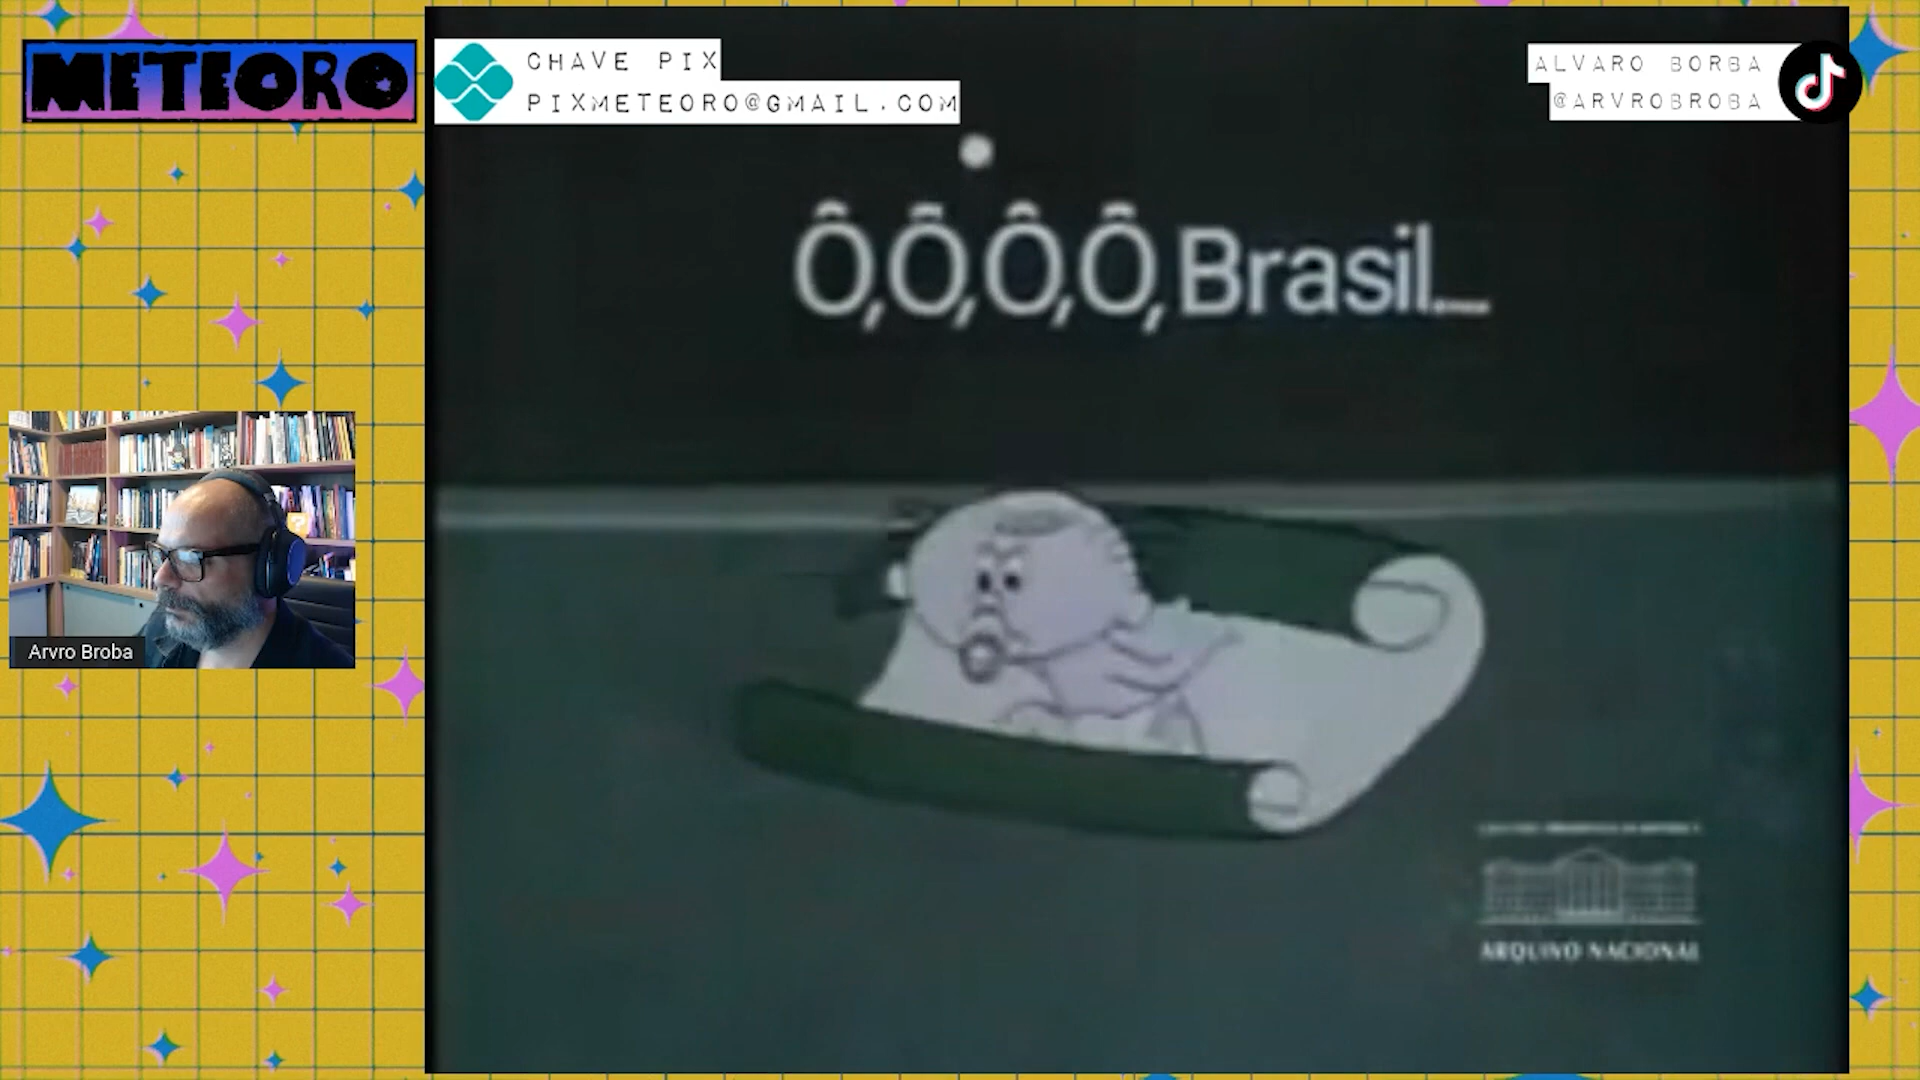 METEORO
CHAVE PIX
PIXMETEORO@GMAIL.COM
ALVARO BORBA
@ARVROBROBA
Ô, Ô, Ô, Ô, Brasil...
Arvro Broba
ARQUIVO NACIONAL